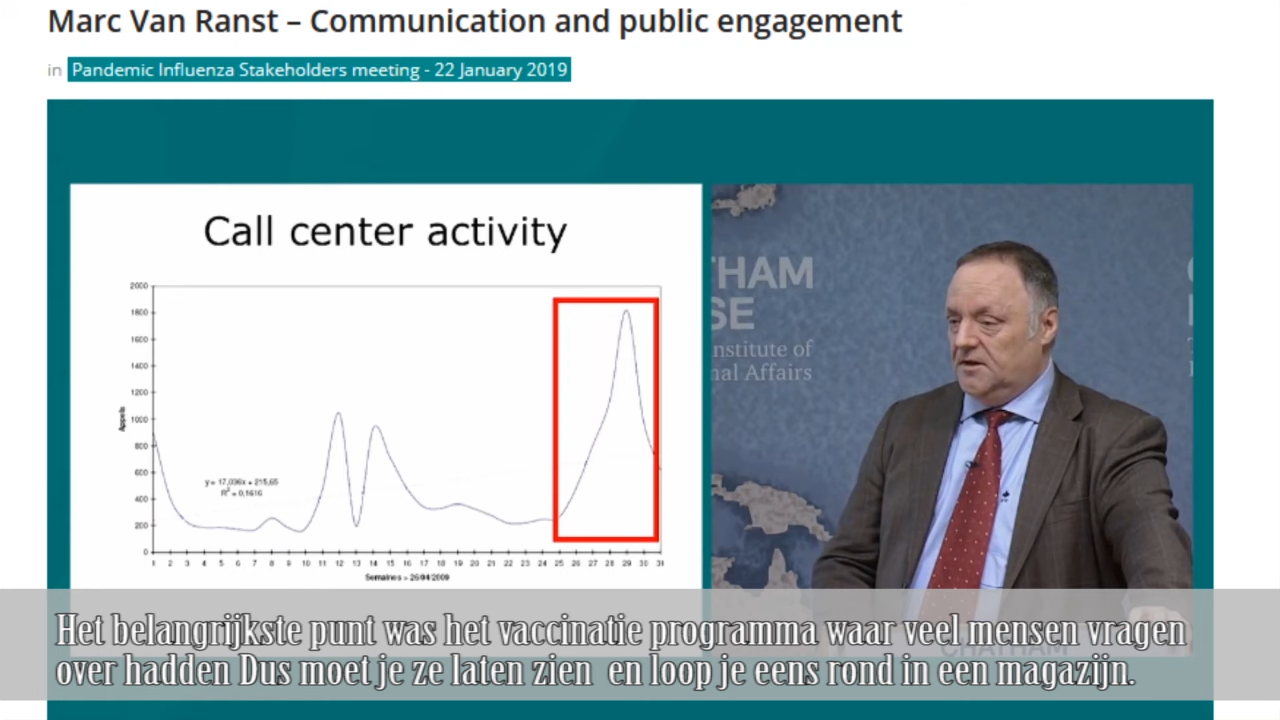 Marc Van Ranst – Communication and public engagement
in Pandemic Influenza Stakeholders meeting - 22 January 2019
Call center activity
2000
1800
1600
1400
1200
1000
800
600
400
200
0
Appels
y = 17,036x + 215,65
R² = 0,1616
1 2 3 4 5 6 7 8 9 10 11 12 13 14 15 16 17 18 19 20 21 22 23 24 25 26 27 28 29 30 31
Semaines > 26/04/2009
THAM
SE
nstitute of
nal Affairs
CHATHAM
Het belangrijkste punt was het vaccinatie programma waar veel mensen vragen
over hadden Dus moet je ze laten zien en loop je eens rond in een magazijn.